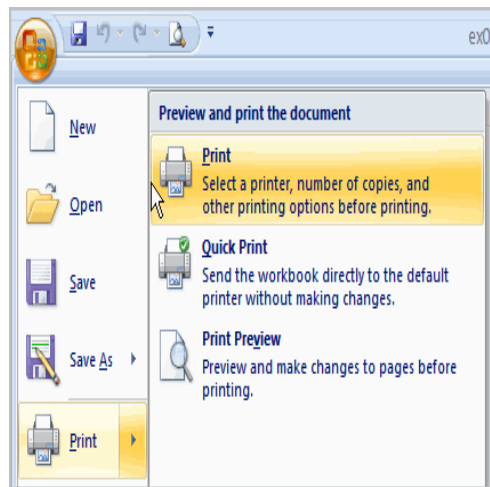 ex0
Preview and print the document
New
Print
Select a printer, number of copies, and
other printing options before printing.
Open
Quick Print
Send the workbook directly to the default
printer without making changes.
Save
Print Preview
Preview and make changes to pages before
printing.
Save As
Print